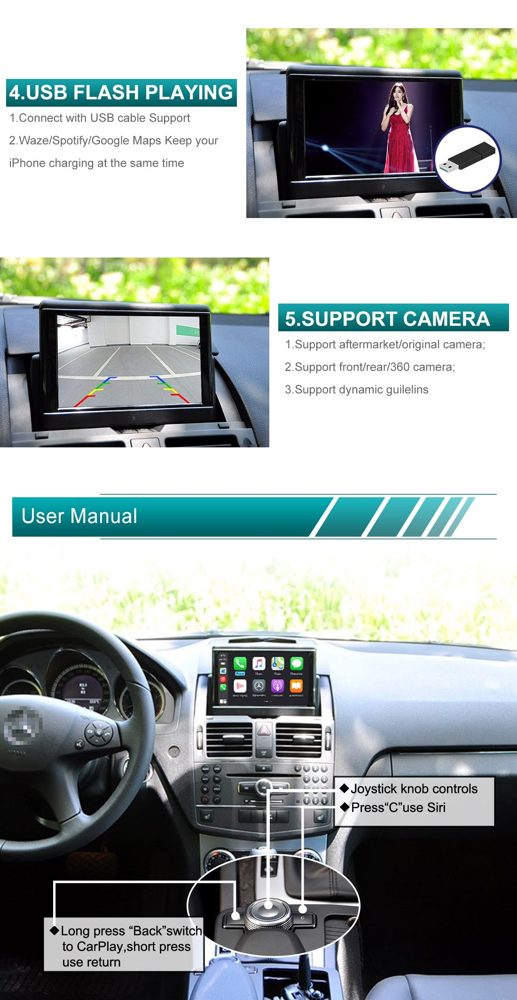 4.USB FLASH PLAYING
1.Connect with USB cable Support
2.Waze/Spotify/Google Maps Keep your
iPhone charging at the same time
5.SUPPORT CAMERA
1.Support aftermarket/original camera;
2.Support front/rear/360 camera;
3.Support dynamic guilelins
User Manual
Joystick knob controls
Press“C”use Siri
Long press “Back”switch
to CarPlay,short press
use return